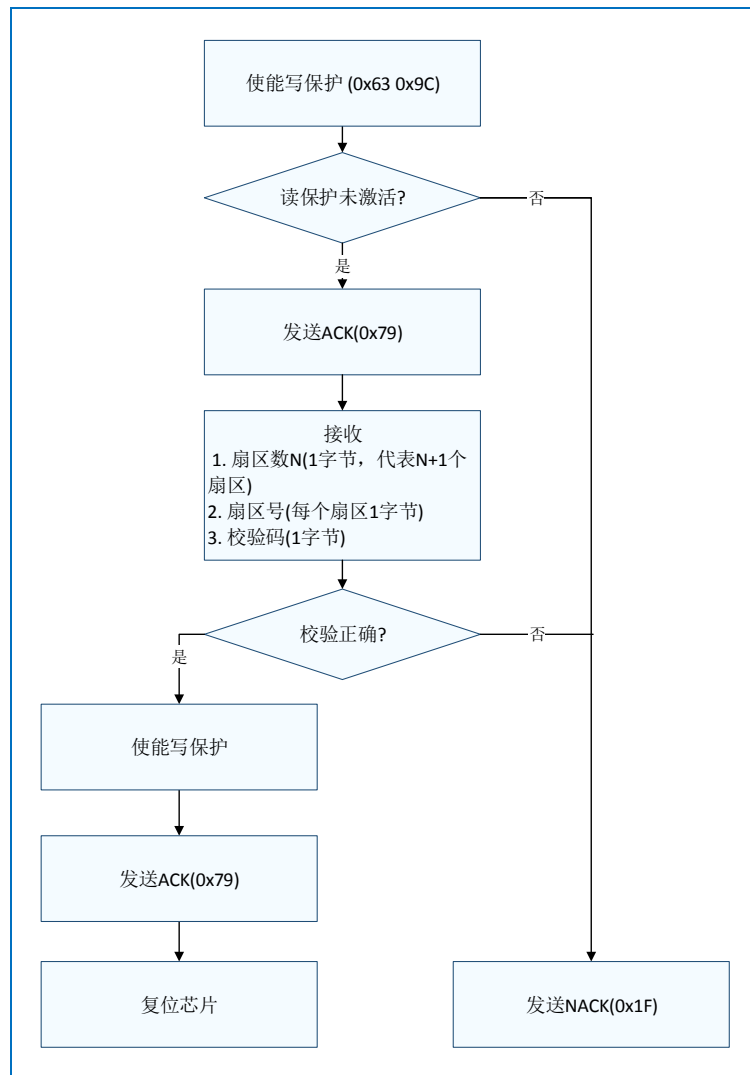 使能写保护 (0x63 0x9C)
读保护未激活?
否
是
发送ACK(0x79)
接收
1. 扇区数N(1字节，代表N+1个
扇区)
2. 扇区号(每个扇区1字节)
3. 校验码(1字节)
校验正确?
否
是
使能写保护
发送ACK(0x79)
复位芯片
发送NACK(0x1F)